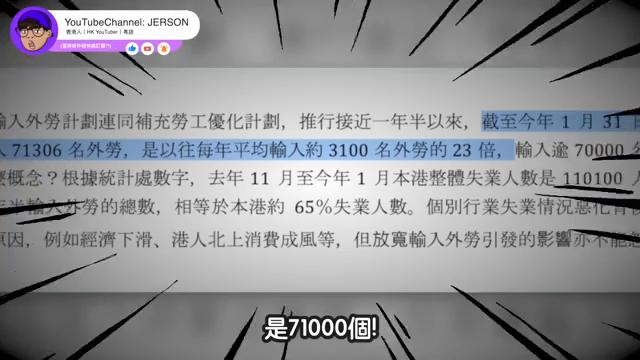 YouTubeChannel: JERSON
香港人 | HK YouTuber | 粵語
輸入外勞計劃連同補充勞工優化計劃，推行接近一年半以來，截至今年 1 月 31 日
71306 名外勞，是以往每年平均輸入約 3100 名外勞的 23 倍，輸入逾 70000 名
概念？根據統計處數字，去年 11 月至今年 1 月本港整體失業人數是 110100 人
輸入外勞的總數，相等於本港約 65%失業人數。個別行業失業情況惡化
原因，例如經濟下滑、港人北上消費成風等，但放寬輸入外勞引發的影響亦不能
是71000個!